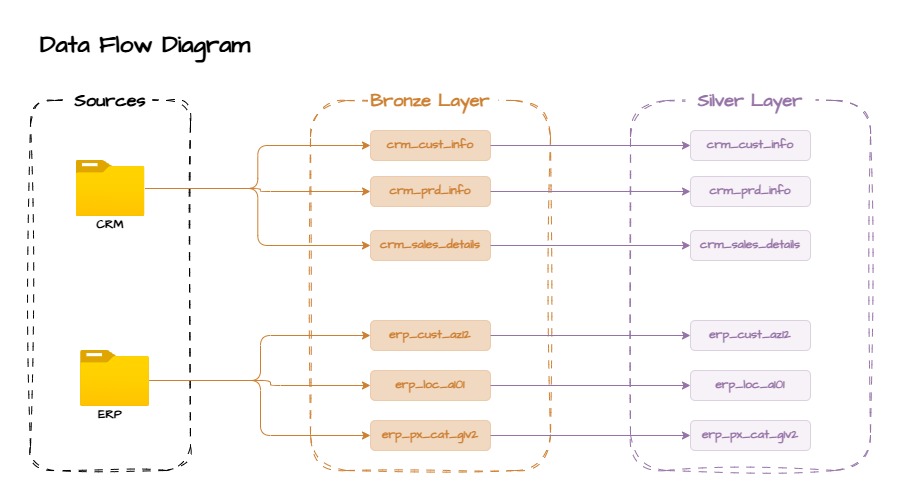 Data Flow Diagram
Sources
Bronze Layer
Silver Layer
CRM
crm_cust_info
crm_cust_info
crm_prd_info
crm_prd_info
crm_sales_details
crm_sales_details
ERP
erp_cust_az12
erp_cust_az12
erp_loc_a101
erp_loc_a101
erp_px_cat_g1v2
erp_px_cat_g1v2